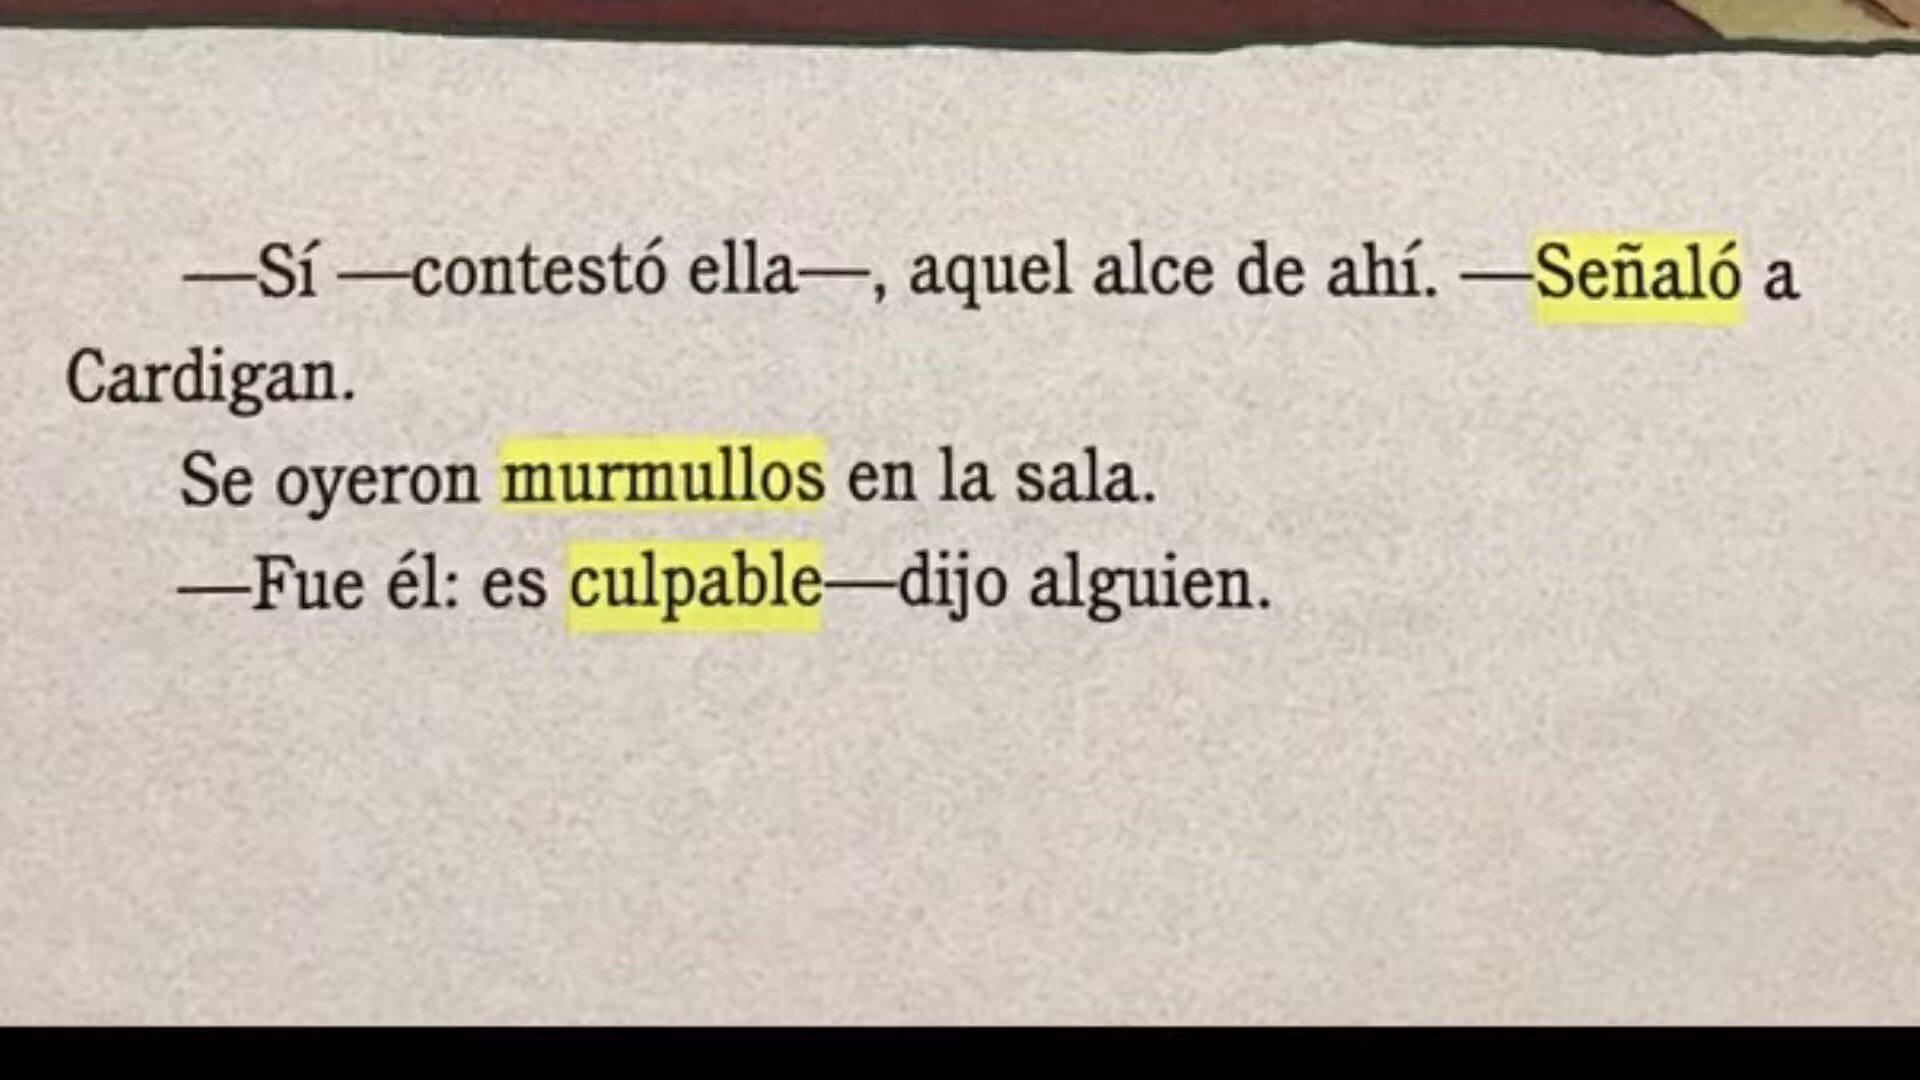 —Sí —contestó ella—, aquel alce de ahí. —Señaló a
Cardigan.
Se oyeron murmullos en la sala.
—Fue él: es culpable—dijo alguien.